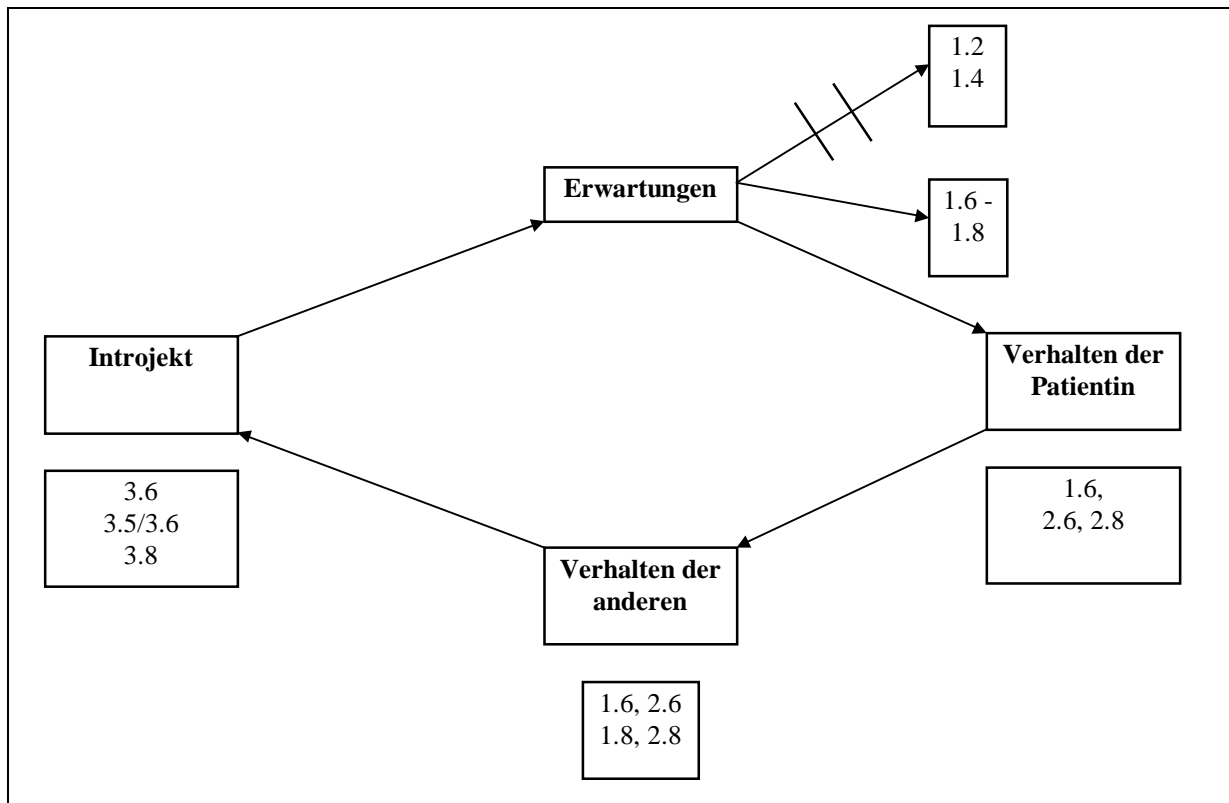 1.2
1.4
Erwartungen
1.6 -
1.8
Introjekt
Verhalten der
Patientin
3.6
3.5/3.6
3.8
1.6,
2.6, 2.8
Verhalten der
anderen
1.6, 2.6
1.8, 2.8